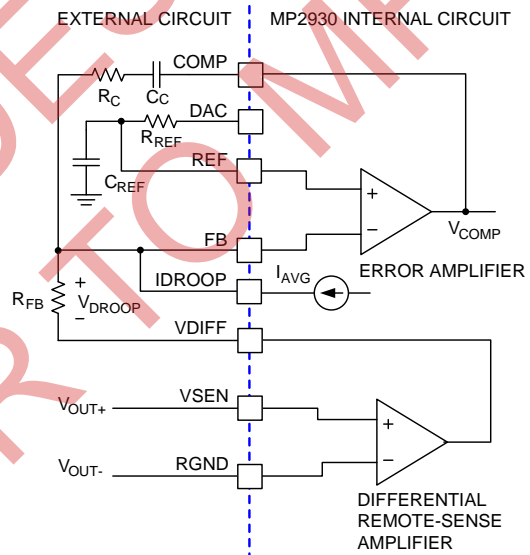 EXTERNAL CIRCUIT
MP2930 INTERNAL CIRCUIT
COMP
RC
CC
DAC
RREF
REF
CREF
+
−
VCOMP
FB
ERROR AMPLIFIER
IDROOP
IAVG
RFB
+
VDROOP
−
VDIFF
VOUT+
VSEN
+
VOUT-
RGND
−
DIFFERENTIAL
REMOTE-SENSE
AMPLIFIER